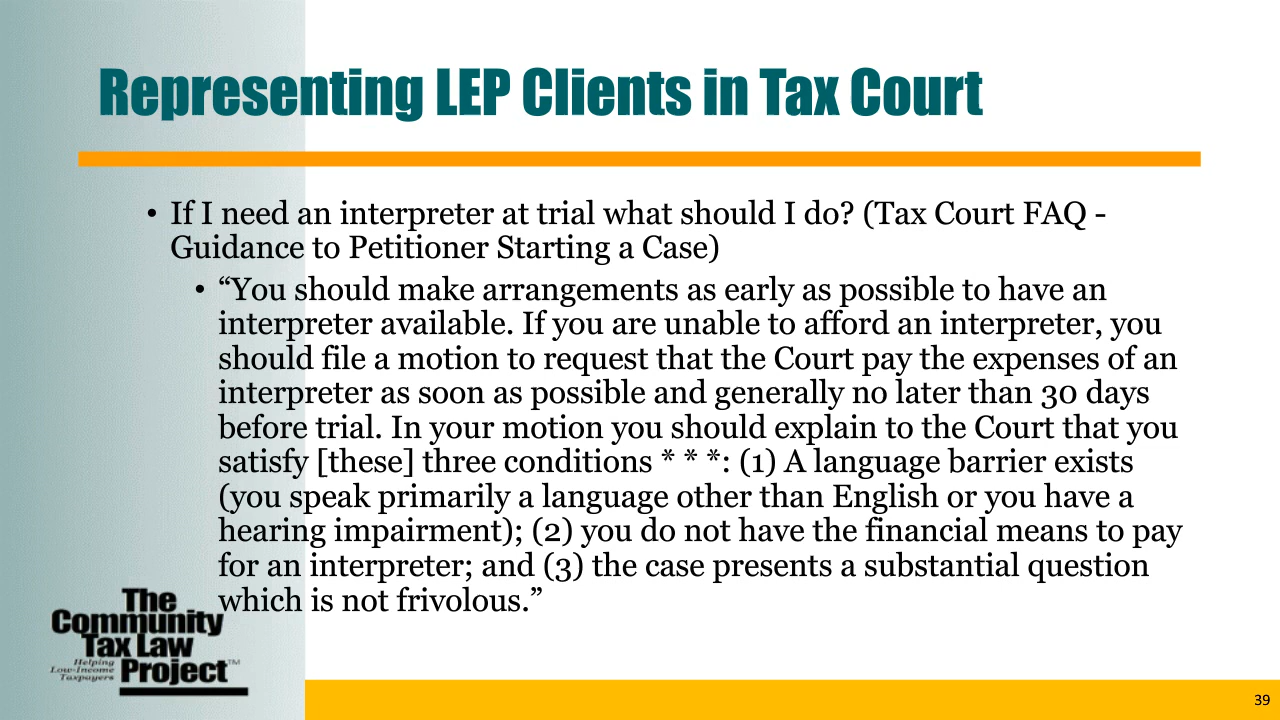 Representing LEP Clients in Tax Court
• If I need an interpreter at trial what should I do? (Tax Court FAQ -
Guidance to Petitioner Starting a Case)
• “You should make arrangements as early as possible to have an
interpreter available. If you are unable to afford an interpreter, you
should file a motion to request that the Court pay the expenses of an
interpreter as soon as possible and generally no later than 30 days
before trial. In your motion you should explain to the Court that you
satisfy [these] three conditions * * *: (1) A language barrier exists
(you speak primarily a language other than English or you have a
hearing impairment); (2) you do not have the financial means to pay
for an interpreter; and (3) the case presents a substantial question
which is not frivolous.”
The
Community
Tax Law
Project™
Helping
Low-Income
Taxpayers
39